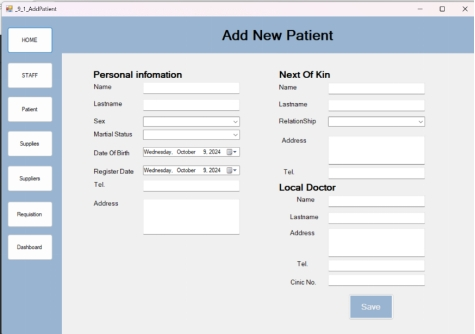 _9_1_AddPatient
Add New Patient
HOME
STAFF
Patient
Supplies
Suppliers
Requisition
Dashboard
Personal infomation
Name
Lastname
Sex
Martial Status
Date Of Birth
Wednesday, October 9, 2024
Register Date
Wednesday, October 9, 2024
Tel.
Address
Next Of Kin
Name
Lastname
RelationShip
Address
Tel.
Local Doctor
Name
Lastname
Address
Tel.
Cinic No.
Save